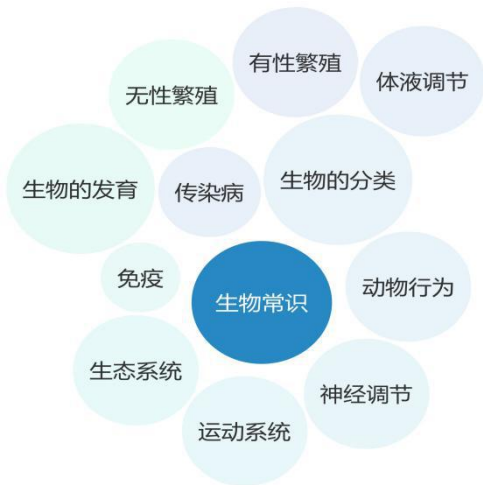 有性繁殖
体液调节
无性繁殖
生物的发育
传染病
生物的分类
免疫
生物常识
动物行为
生态系统
神经调节
运动系统